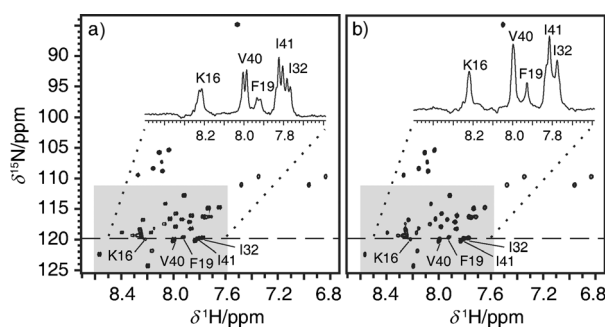 a)
K16
V40
F19
I41
I32
8.2 8.0 7.8
b)
K16
V40
F19
I41
I32
8.2 8.0 7.8
85
90
95
100
105
110
115
120
125
δ15N/ppm
K16
V40
F19
I41
I32
K16
V40
F19
I41
I32
8.4 8.0 7.6 7.2 6.8
8.4 8.0 7.6 7.2 6.8
δ1H/ppm
δ1H/ppm